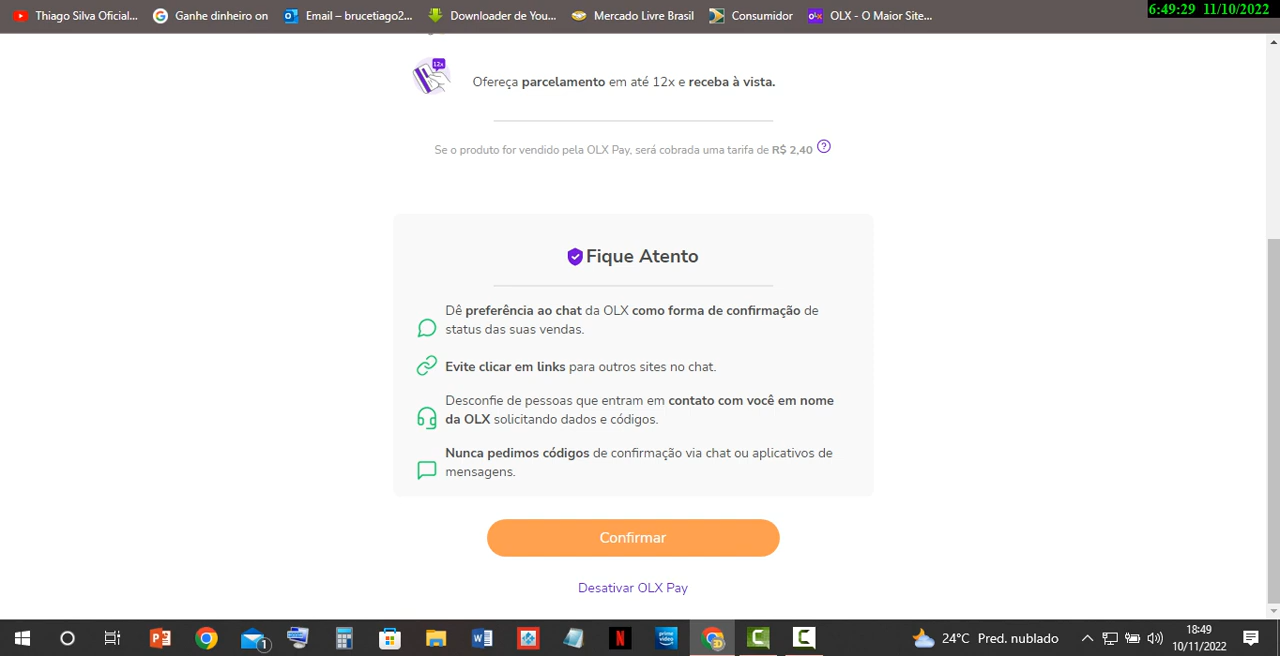 Thiago Silva Oficial... Ganhe dinheiro on Email – brucetiago2... Downloader de You... Mercado Livre Brasil Consumidor OLX - O Maior Site... 6:49:29 11/10/2022
12x
Ofereça parcelamento em até 12x e receba à vista.
Se o produto for vendido pela OLX Pay, será cobrada uma tarifa de R$ 2,40 ?
Fique Atento
Dê preferência ao chat da OLX como forma de confirmação de
status das suas vendas.
Evite clicar em links para outros sites no chat.
Desconfie de pessoas que entram em contato com você em nome
da OLX solicitando dados e códigos.
Nunca pedimos códigos de confirmação via chat ou aplicativos de
mensagens.
Confirmar
Desativar OLX Pay
24°C Pred. nublado
18:49
10/11/2022